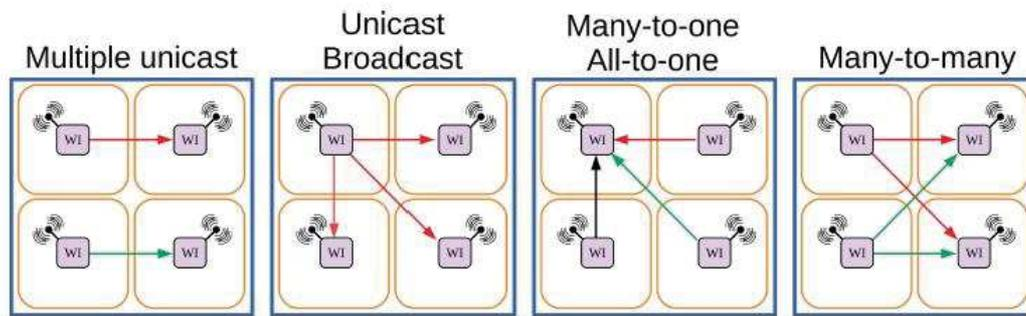 Multiple unicast
Unicast
Broadcast
Many-to-one
All-to-one
Many-to-many
WI WI WI WI WI WI WI WI
WI WI WI WI WI WI WI WI